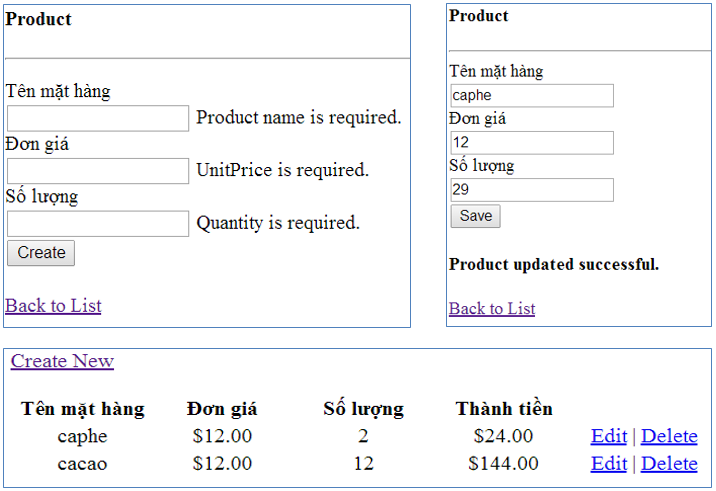 Product
Tên mặt hàng
Product name is required.
Đơn giá
UnitPrice is required.
Số lượng
Quantity is required.
Create
Back to List
Product
Tên mặt hàng
caphe
Đơn giá
12
Số lượng
29
Save
Product updated successful.
Back to List
Create New
Tên mặt hàng Đơn giá Số lượng Thành tiền
caphe $12.00 2 $24.00 Edit | Delete
cacao $12.00 12 $144.00 Edit | Delete